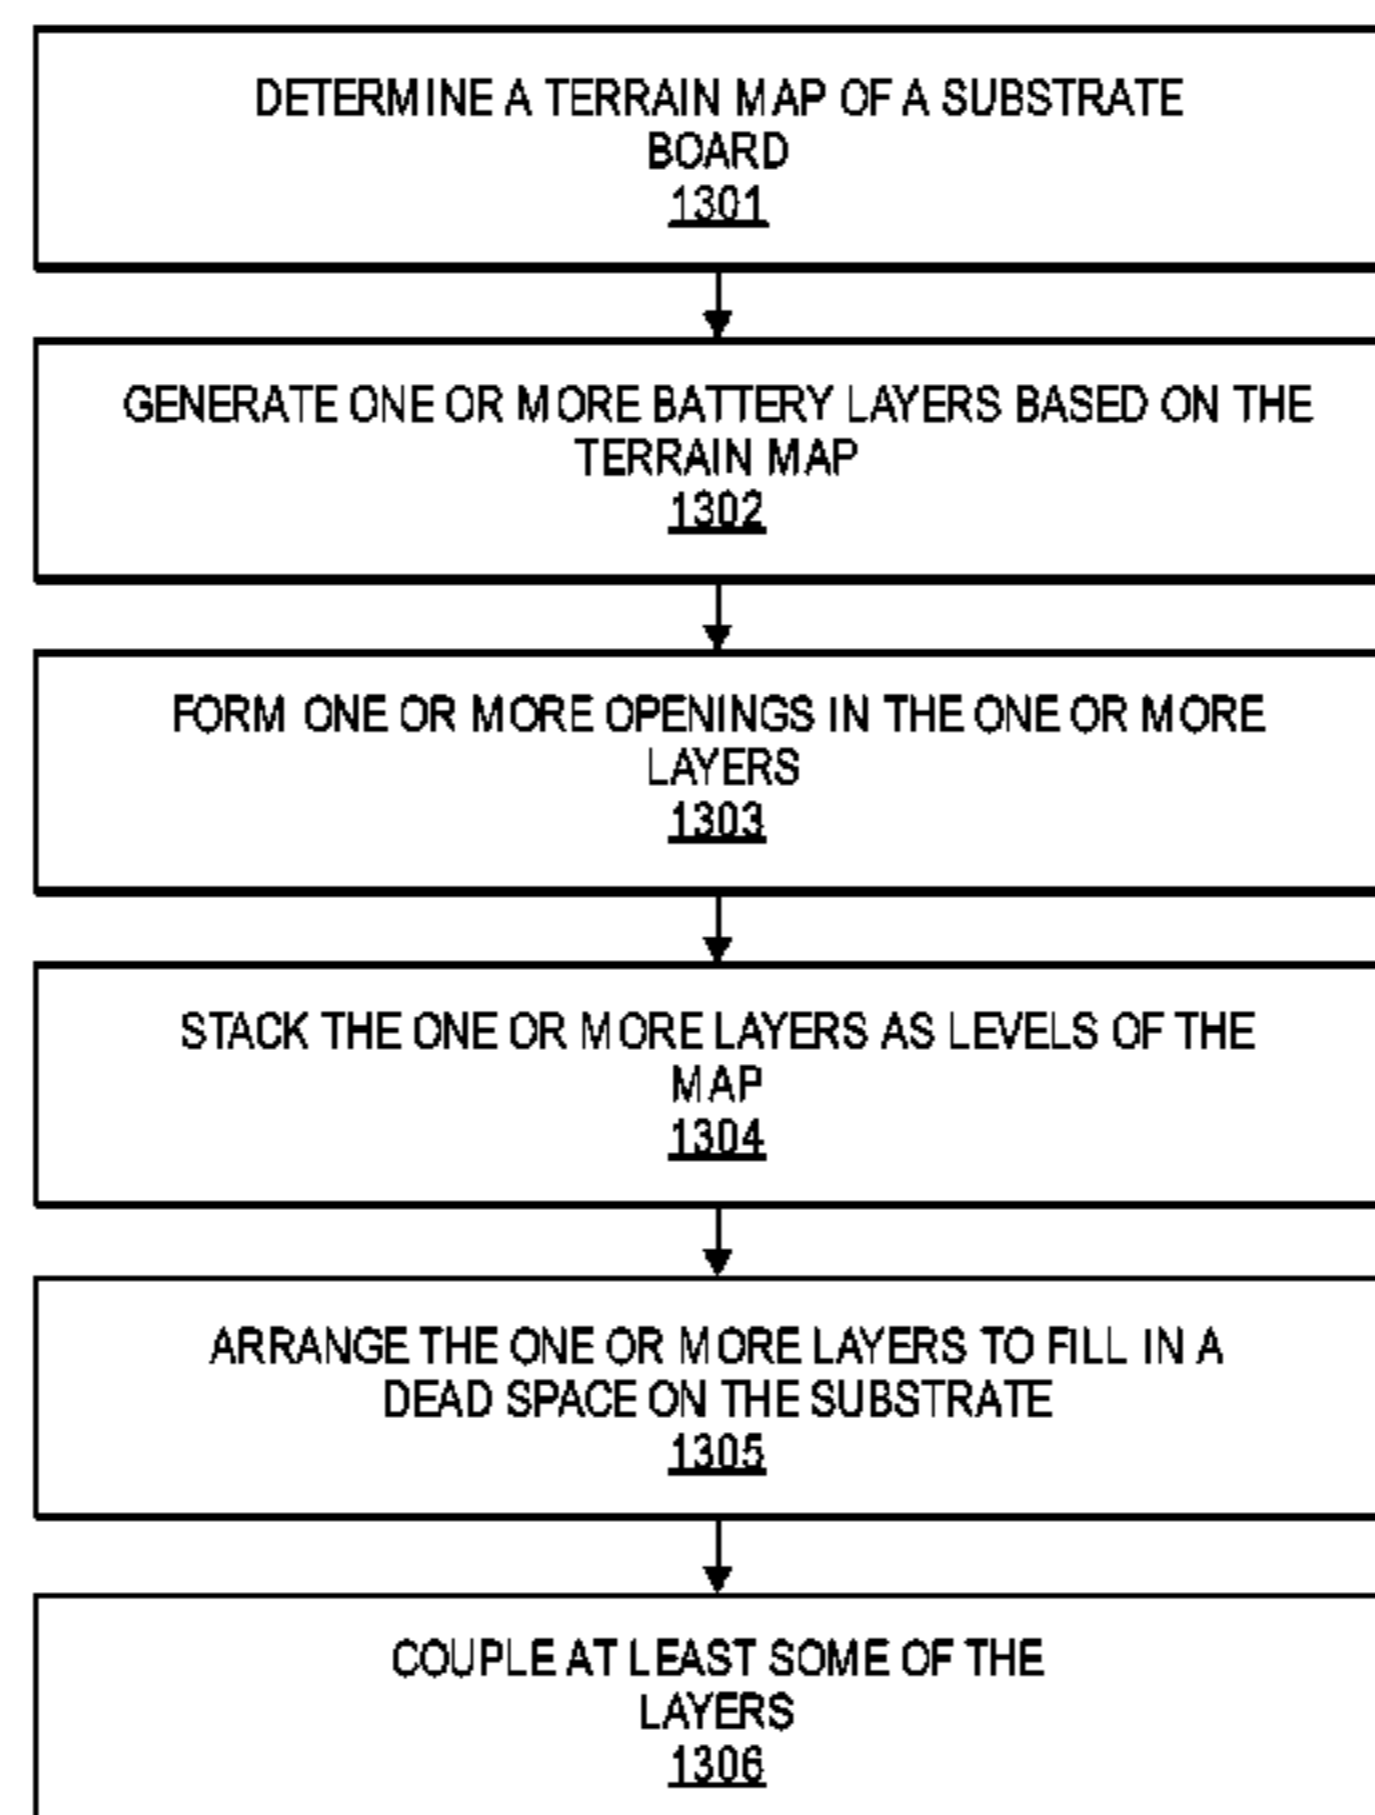 DETERMINE A TERRAIN MAP OF A SUBSTRATE
BOARD
1301
GENERATE ONE OR MORE BATTERY LAYERS BASED ON THE
TERRAIN MAP
1302
FORM ONE OR MORE OPENINGS IN THE ONE OR MORE
LAYERS
1303
STACK THE ONE OR MORE LAYERS AS LEVELS OF THE
MAP
1304
ARRANGE THE ONE OR MORE LAYERS TO FILL IN A
DEAD SPACE ON THE SUBSTRATE
1305
COUPLE AT LEAST SOME OF THE
LAYERS
1306